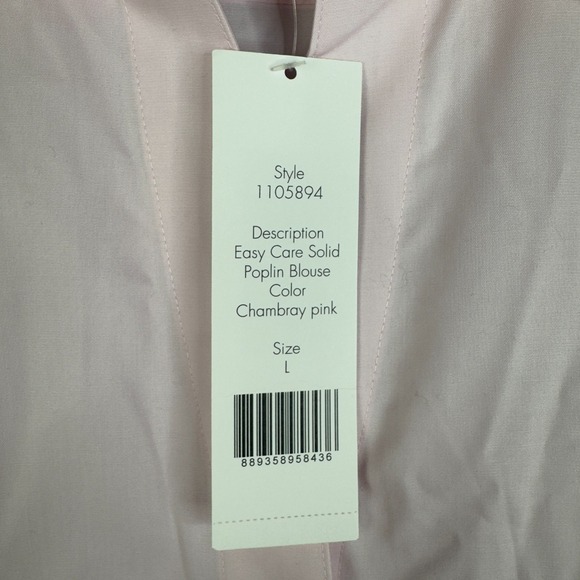 Style
1105894
Description
Easy Care Solid
Poplin Blouse
Color
Chambray pink
Size
L
889358958436